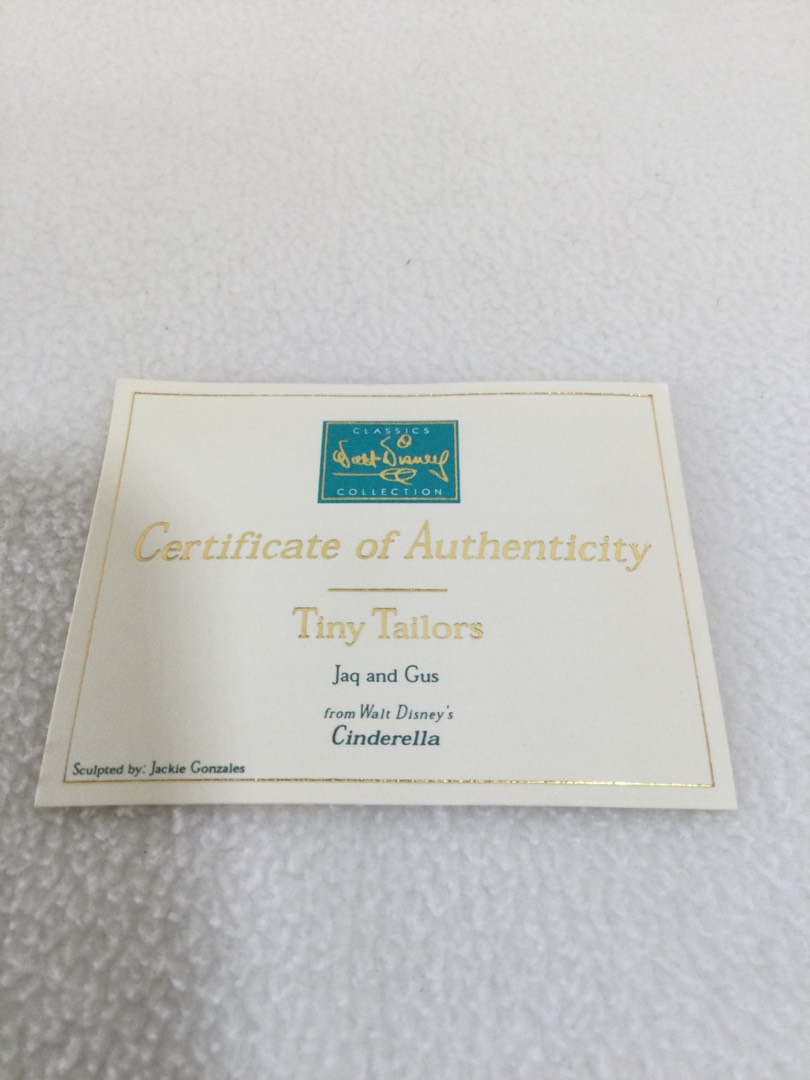 CLASSICS
Walt Disney
COLLECTION
Certificate of Authenticity
Tiny Tailors
Jaq and Gus
from Walt Disney's
Cinderella
Sculpted by: Jackie Gonzales